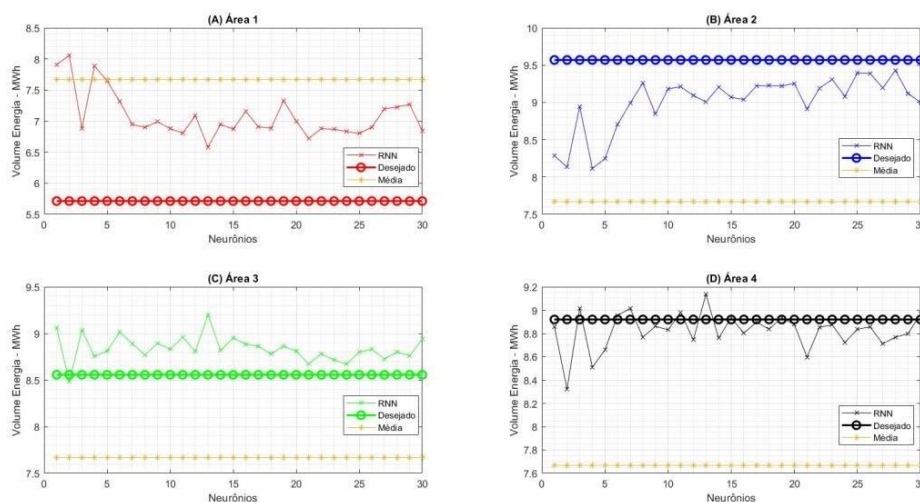 (A) Área 1
8.5
8
7.5
7
6.5
6
5.5
Volume Energia - MWh
RNN
Desejado
Média
0 5 10 15 20 25 30
Neurônios
(B) Área 2
10
9.5
9
8.5
8
7.5
Volume Energia - MWh
RNN
Desejado
Média
0 5 10 15 20 25 30
Neurônios
(C) Área 3
9.5
9
8.5
8
7.5
Volume Energia - MWh
RNN
Desejado
Média
0 5 10 15 20 25 30
Neurônios
(D) Área 4
9.2
9
8.8
8.6
8.4
8.2
8
7.8
7.6
Volume Energia - MWh
RNN
Desejado
Média
0 5 10 15 20 25
Neurônios